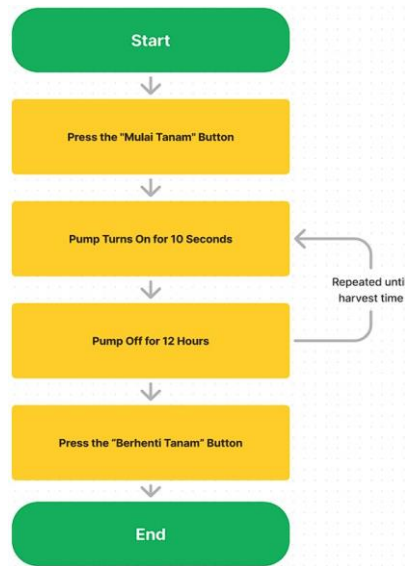 Start
Press the "Mulai Tanam" Button
Pump Turns On for 10 Seconds
Repeated until
harvest time
Pump Off for 12 Hours
Press the "Berhenti Tanam" Button
End